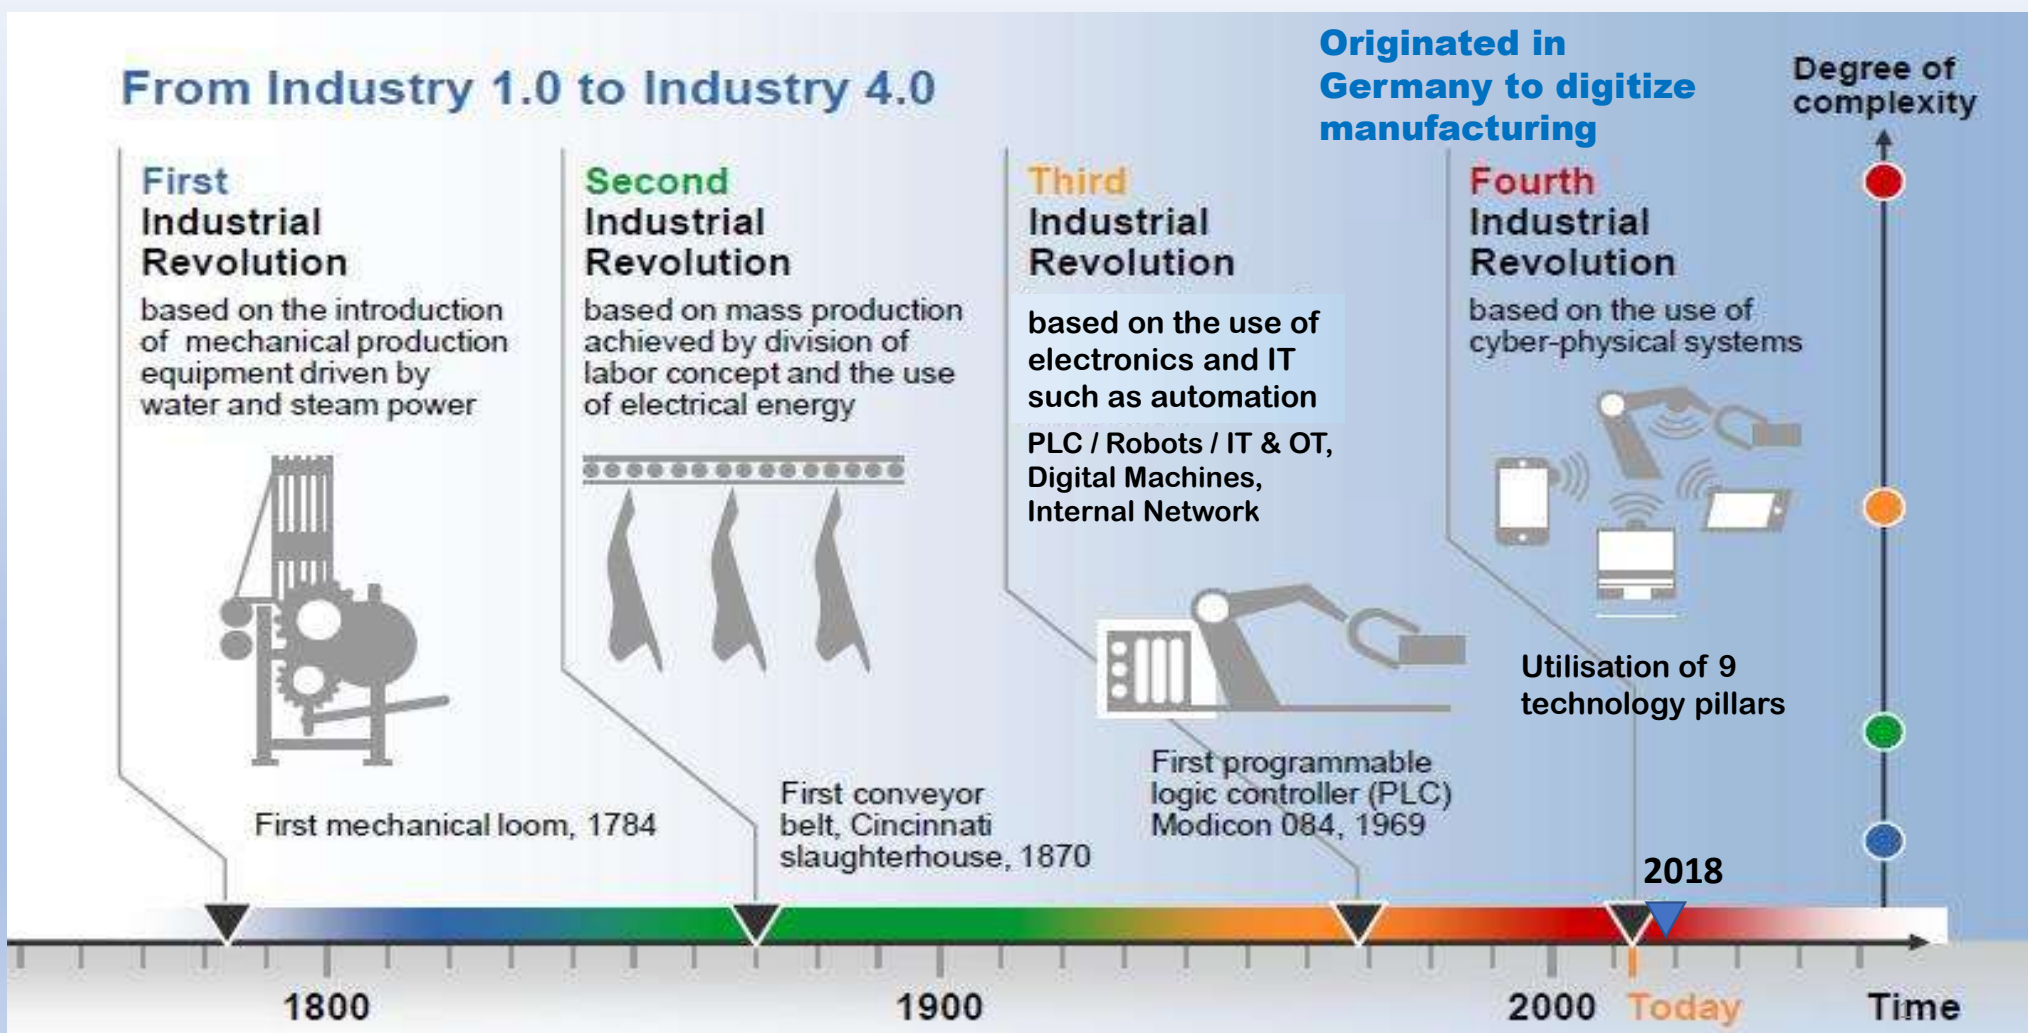 From Industry 1.0 to Industry 4.0
Originated in
Germany to digitize
manufacturing
Degree of
complexity
First
Industrial
Revolution
based on the introduction
of mechanical production
equipment driven by
water and steam power
First mechanical loom, 1784
Second
Industrial
Revolution
based on mass production
achieved by division of
labor concept and the use
of electrical energy
First conveyor
belt, Cincinnati
slaughterhouse, 1870
Third
Industrial
Revolution
based on the use of
electronics and IT
such as automation
PLC / Robots / IT & OT,
Digital Machines,
Internal Network
First programmable
logic controller (PLC)
Modicon 084, 1969
Fourth
Industrial
Revolution
based on the use of
cyber-physical systems
Utilisation of 9
technology pillars
2018
1800
1900
2000
Today
Time